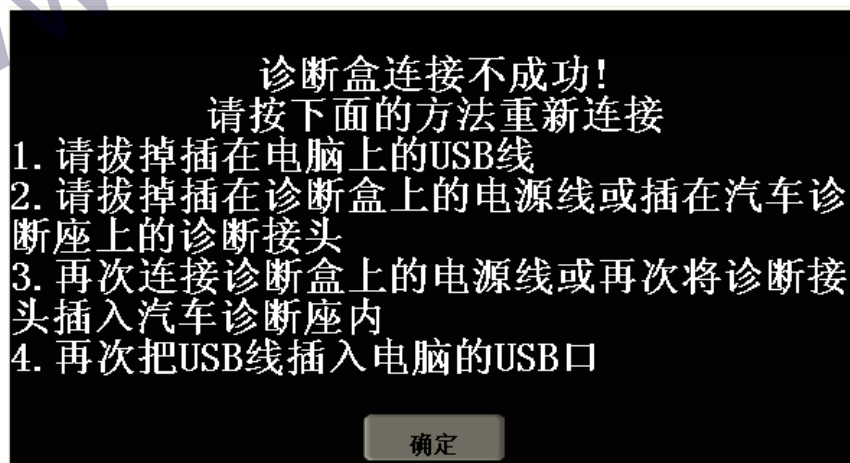 诊断盒连接不成功!
请按下面的方法重新连接
1. 请拔掉插在电脑上的USB线
2. 请拔掉插在诊断盒上的电源线或插在汽车诊
断座上的诊断接头
3. 再次连接诊断盒上的电源线或再次将诊断接
头插入汽车诊断座内
4. 再次把USB线插入电脑的USB口
确定